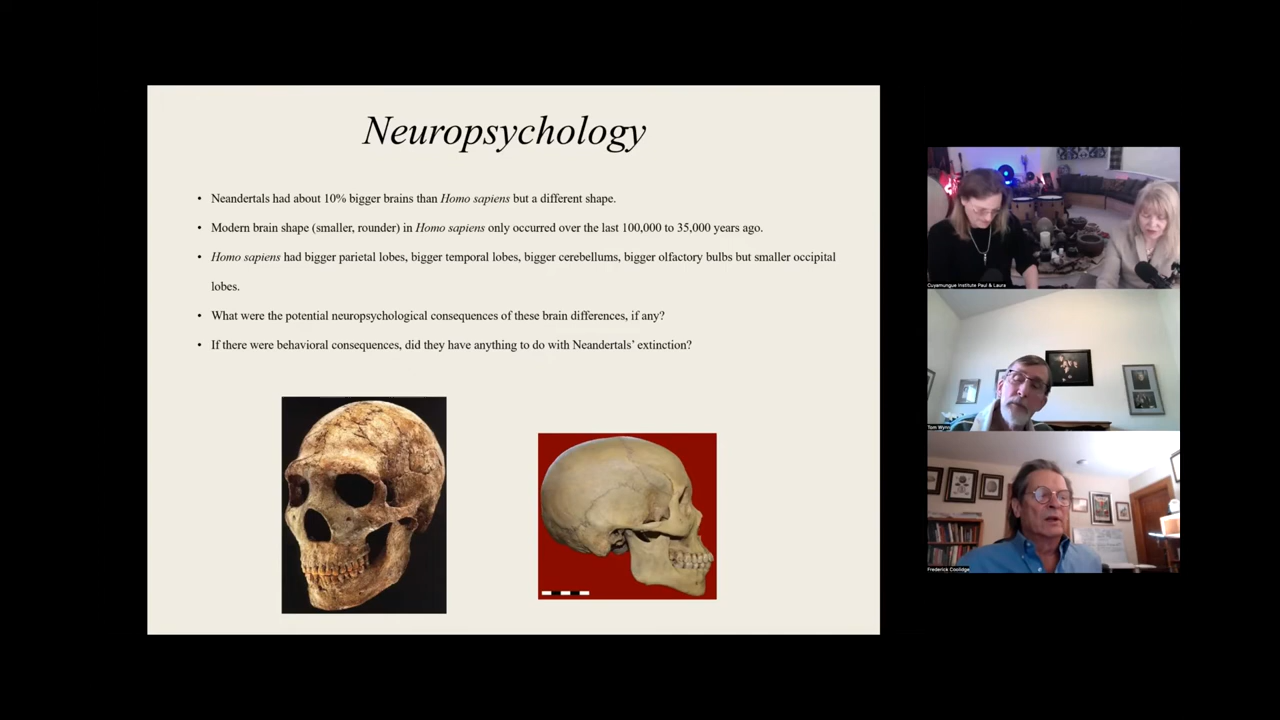 Neuropsychology
• Neandertals had about 10% bigger brains than Homo sapiens but a different shape.
• Modern brain shape (smaller, rounder) in Homo sapiens only occurred over the last 100,000 to 35,000 years ago.
• Homo sapiens had bigger parietal lobes, bigger temporal lobes, bigger cerebellums, bigger olfactory bulbs but smaller occipital
lobes.
• What were the potential neuropsychological consequences of these brain differences, if any?
• If there were behavioral consequences, did they have anything to do with Neandertals’ extinction?
Cuyamungue Institute Paul & Laura
Tom Wynn
Frederick Coolidge